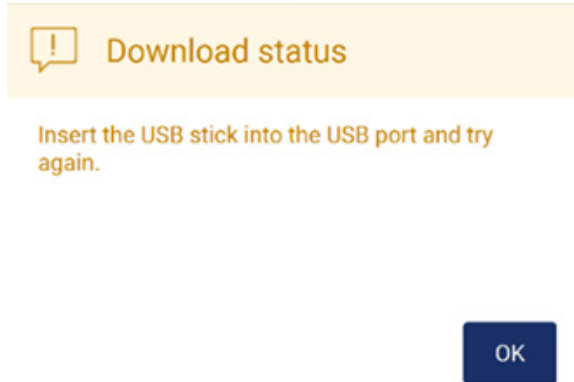 !
Download status
Insert the USB stick into the USB port and try
again.
OK